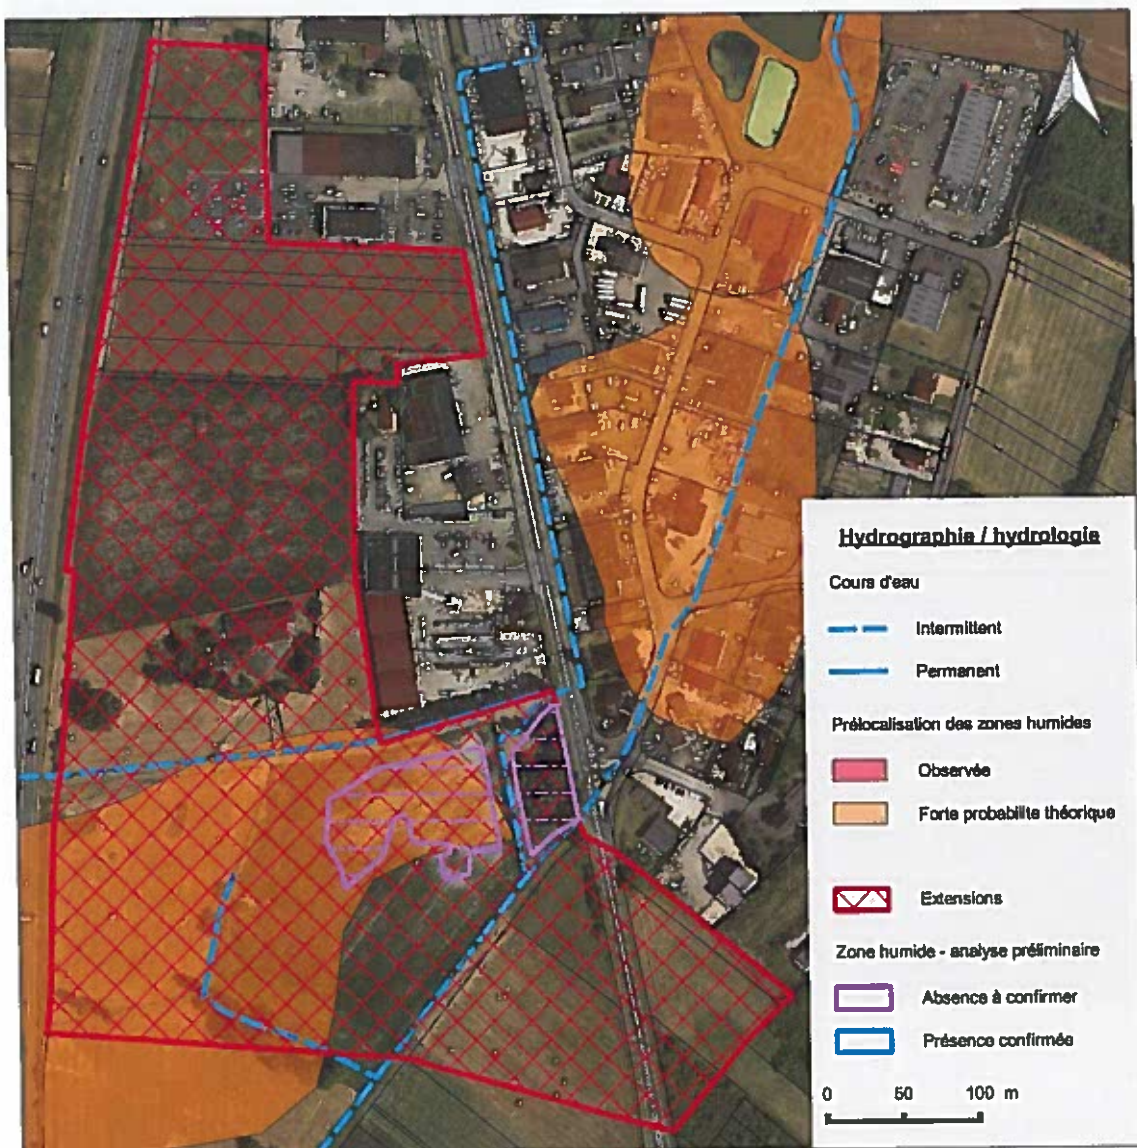 Hydrographie / hydrologie
Cours d'eau
Intermittent
Permanent
Prélocalisation des zones humides
Observée
Forte probabilite théorique
Extensions
Zone humide - analyse préliminaire
Absence à confirmer
Présence confirmée
0 50 100 m